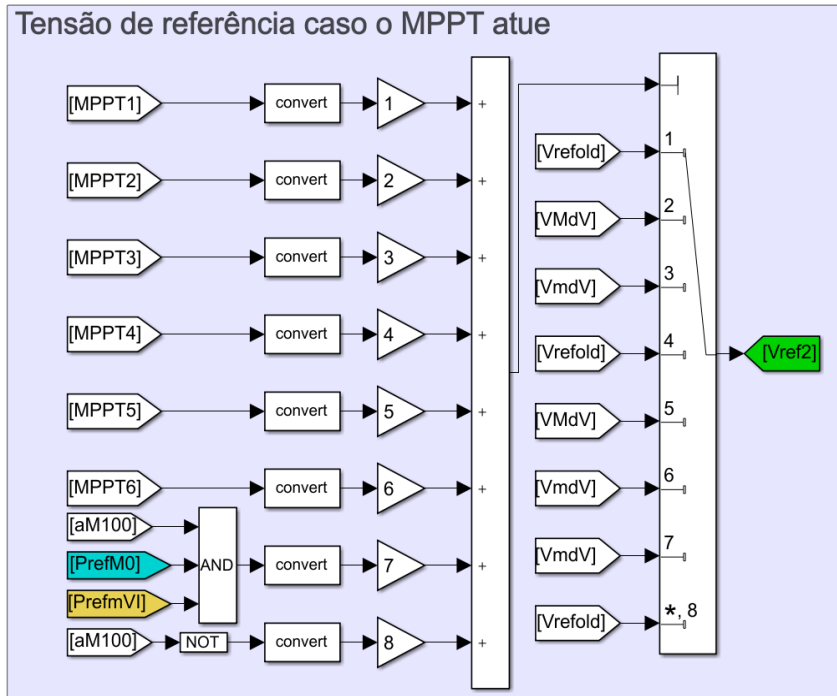 Tensão de referência caso o MPPT atue
[MPPT1] convert 1 +
[Vrefold] 1
[MPPT2] convert 2 +
[VMdV] 2
[MPPT3] convert 3 +
[VmdV] 3
[MPPT4] convert 4 +
[Vrefold] 4
[Vref2]
[MPPT5] convert 5 +
[VMdV] 5
[MPPT6] convert 6 +
[VmdV] 6
[aM100]
[PrefM0] AND convert 7 +
[VmdV] 7
[PrefmVI]
[Vrefold] *, 8
[aM100] NOT convert 8 +